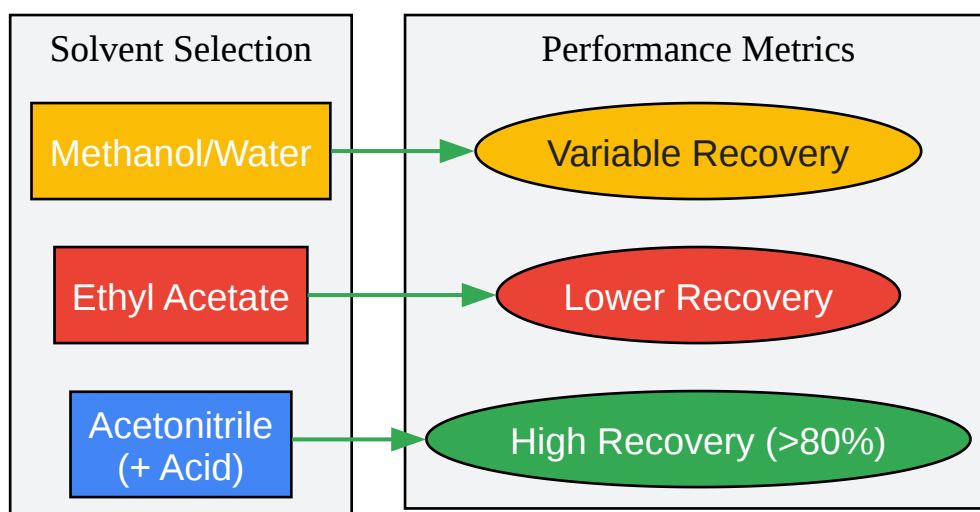 Solvent Selection
Methanol/Water
Ethyl Acetate
Acetonitrile
(+ Acid)
Performance Metrics
Variable Recovery
Lower Recovery
High Recovery (>80%)